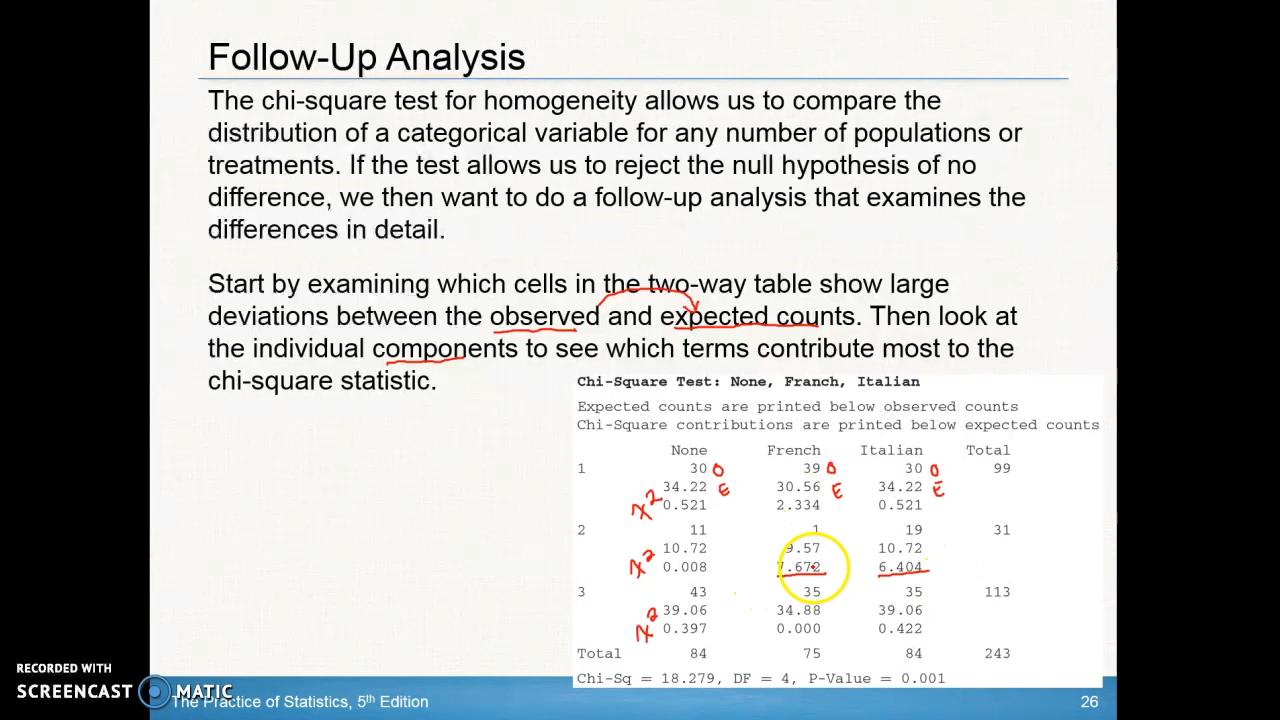 Follow-Up Analysis
The chi-square test for homogeneity allows us to compare the
distribution of a categorical variable for any number of populations or
treatments. If the test allows us to reject the null hypothesis of no
difference, we then want to do a follow-up analysis that examines the
differences in detail.
Start by examining which cells in the two-way table show large
deviations between the observed and expected counts. Then look at
the individual components to see which terms contribute most to the
chi-square statistic.
Chi-Square Test: None, Franch, Italian
Expected counts are printed below observed counts
Chi-Square contributions are printed below expected counts
None French Italian Total
1 30 O 39 O 30 O 99
34.22 E 30.56 E 34.22 E
χ² 0.521 2.334 0.521
2 11 1 19 31
10.72 9.57 10.72
χ² 0.008 7.672 6.404
3 43 35 35 113
39.06 34.88 39.06
χ² 0.397 0.000 0.422
Total 84 75 84 243
Chi-Sq = 18.279, DF = 4, P-Value = 0.001
RECORDED WITH
SCREENCAST MATIC
The Practice of Statistics, 5th Edition
26